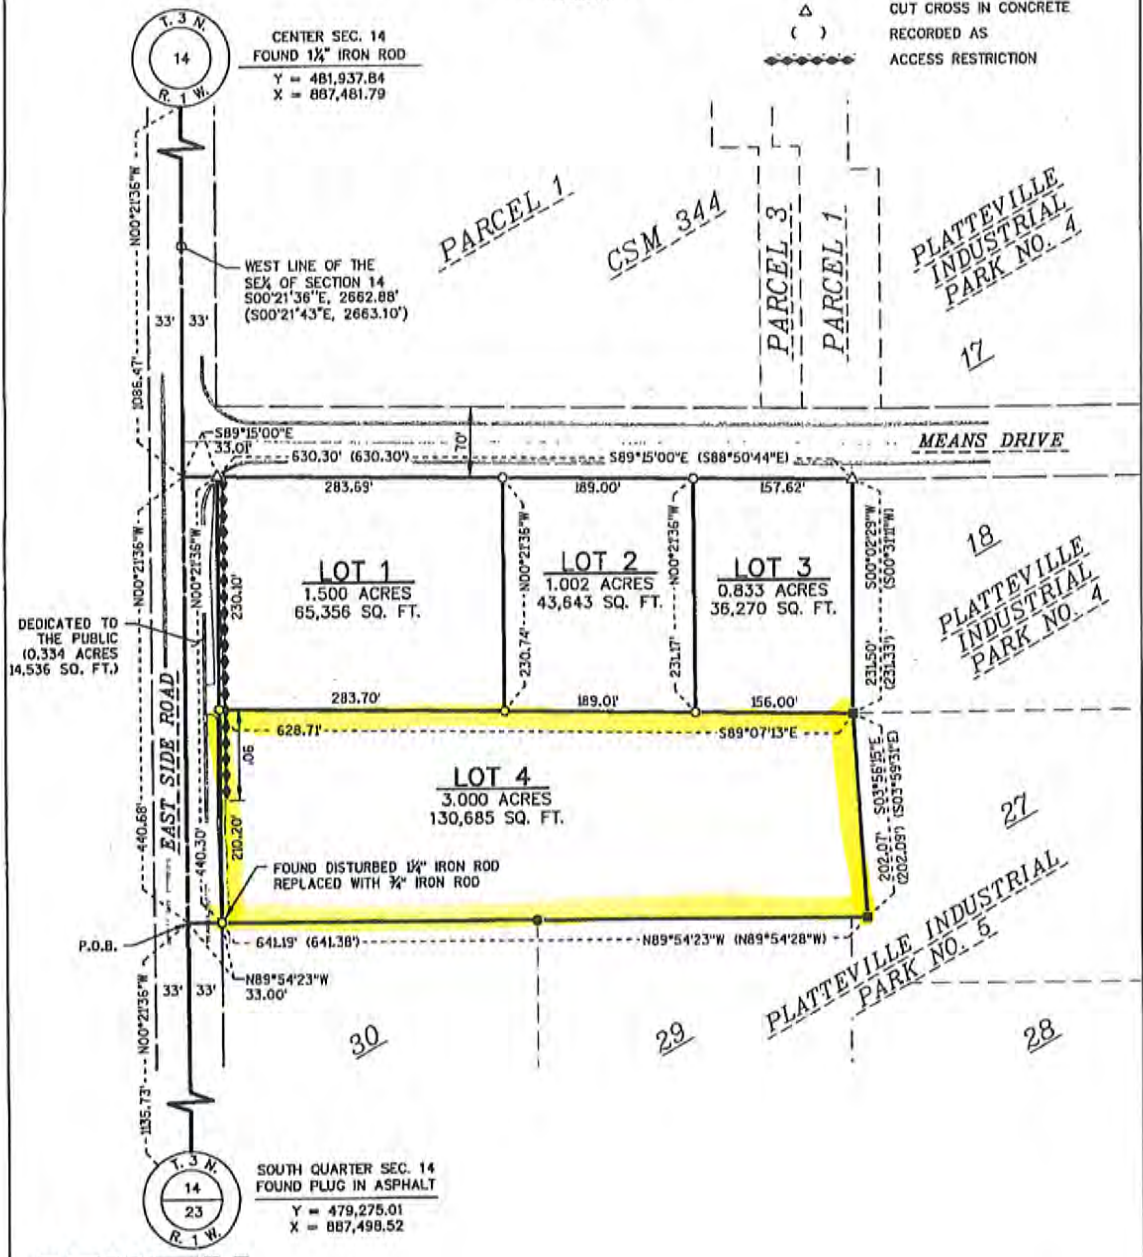 CUT CROSS IN CONCRETE
( ) RECORDED AS
ACCESS RESTRICTION
T. 3 N.
14
R. 1 W.
CENTER SEC. 14
FOUND 1¼" IRON ROD
Y = 481,937.84
X = 887,481.79
N00°21'36"W
1086.47'
WEST LINE OF THE
SE¼ OF SECTION 14
S00°21'36"E, 2662.88'
(S00°21'43"E, 2663.10')
33' 33'
PARCEL 1
CSM 344
PARCEL 3
PARCEL 1
PLATTEVILLE
INDUSTRIAL
PARK NO. 4
17
S89°15'00"E
33.01'
630.30' (630.30')
70'
S89°15'00"E (S88°50'44"E)
MEANS DRIVE
283.69'
189.00'
157.62'
N00°21'36"W
440.68'
N00°21'36"W
440.30'
230.10'
LOT 1
1.500 ACRES
65,356 SQ. FT.
N00°21'36"W
230.74'
LOT 2
1.002 ACRES
43,643 SQ. FT.
N00°21'36"W
231.17'
LOT 3
0.833 ACRES
36,270 SQ. FT.
S00°02'29"W
(S00°31'11"W)
231.50'
(231.33')
18
PLATTEVILLE
INDUSTRIAL
PARK NO. 4
DEDICATED TO
THE PUBLIC
(0.334 ACRES
14,536 SQ. FT.)
EAST SIDE ROAD
283.70'
189.01'
156.00'
628.71'
S89°07'13"E
90'
210.20'
LOT 4
3.000 ACRES
130,685 SQ. FT.
202.07' S03°56'15"E
(202.09') (S03°59'31"E)
27
FOUND DISTURBED 1¼" IRON ROD
REPLACED WITH ¾" IRON ROD
P.O.B.
641.19' (641.38')
N89°54'23"W (N89°54'28"W)
N89°54'23"W
33.00'
33' 33'
N00°21'36"W
1135.73'
PLATTEVILLE INDUSTRIAL
PARK NO. 5
30
29
28
T. 3 N.
14
23
R. 1 W.
SOUTH QUARTER SEC. 14
FOUND PLUG IN ASPHALT
Y = 479,275.01
X = 887,498.52